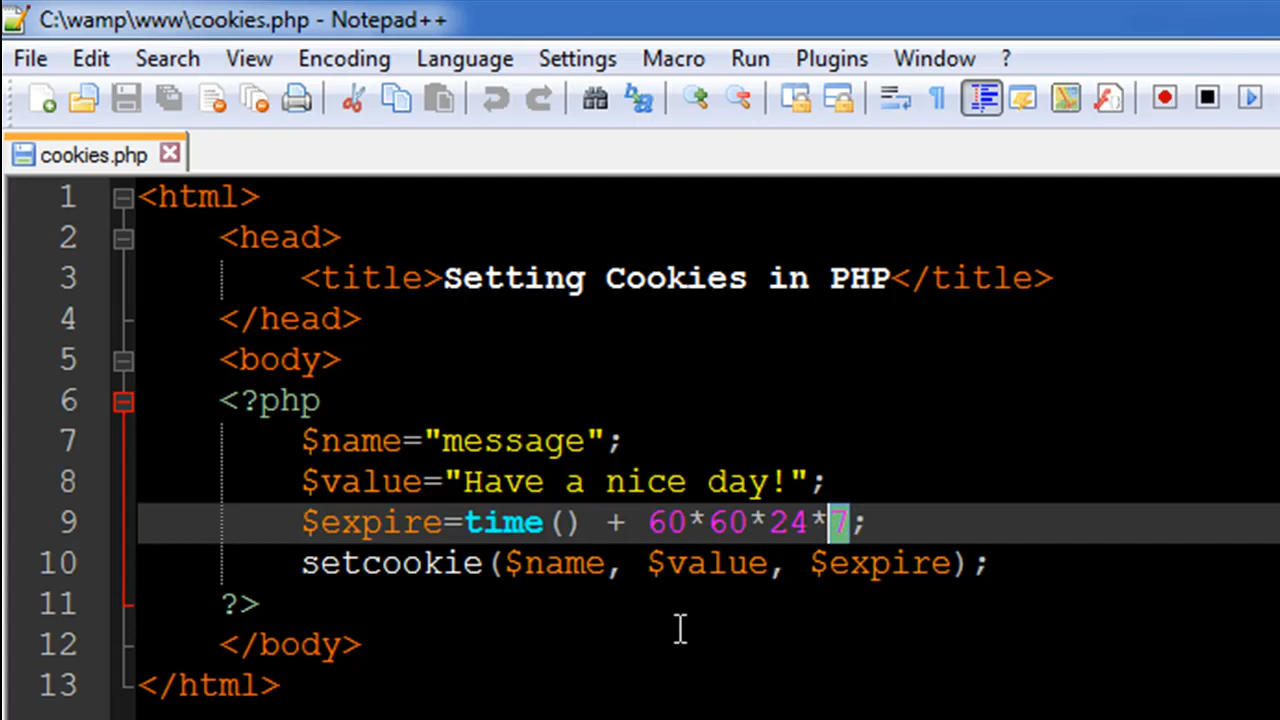 C:\wamp\www\cookies.php - Notepad++
File Edit Search View Encoding Language Settings Macro Run Plugins Window ?
cookies.php
1 <html>
2 <head>
3 <title>Setting Cookies in PHP</title>
4 </head>
5 <body>
6 <?php
7 $name="message";
8 $value="Have a nice day!";
9 $expire=time() + 60*60*24*7;
10 setcookie($name, $value, $expire);
11 ?>
12 </body>
13 </html>